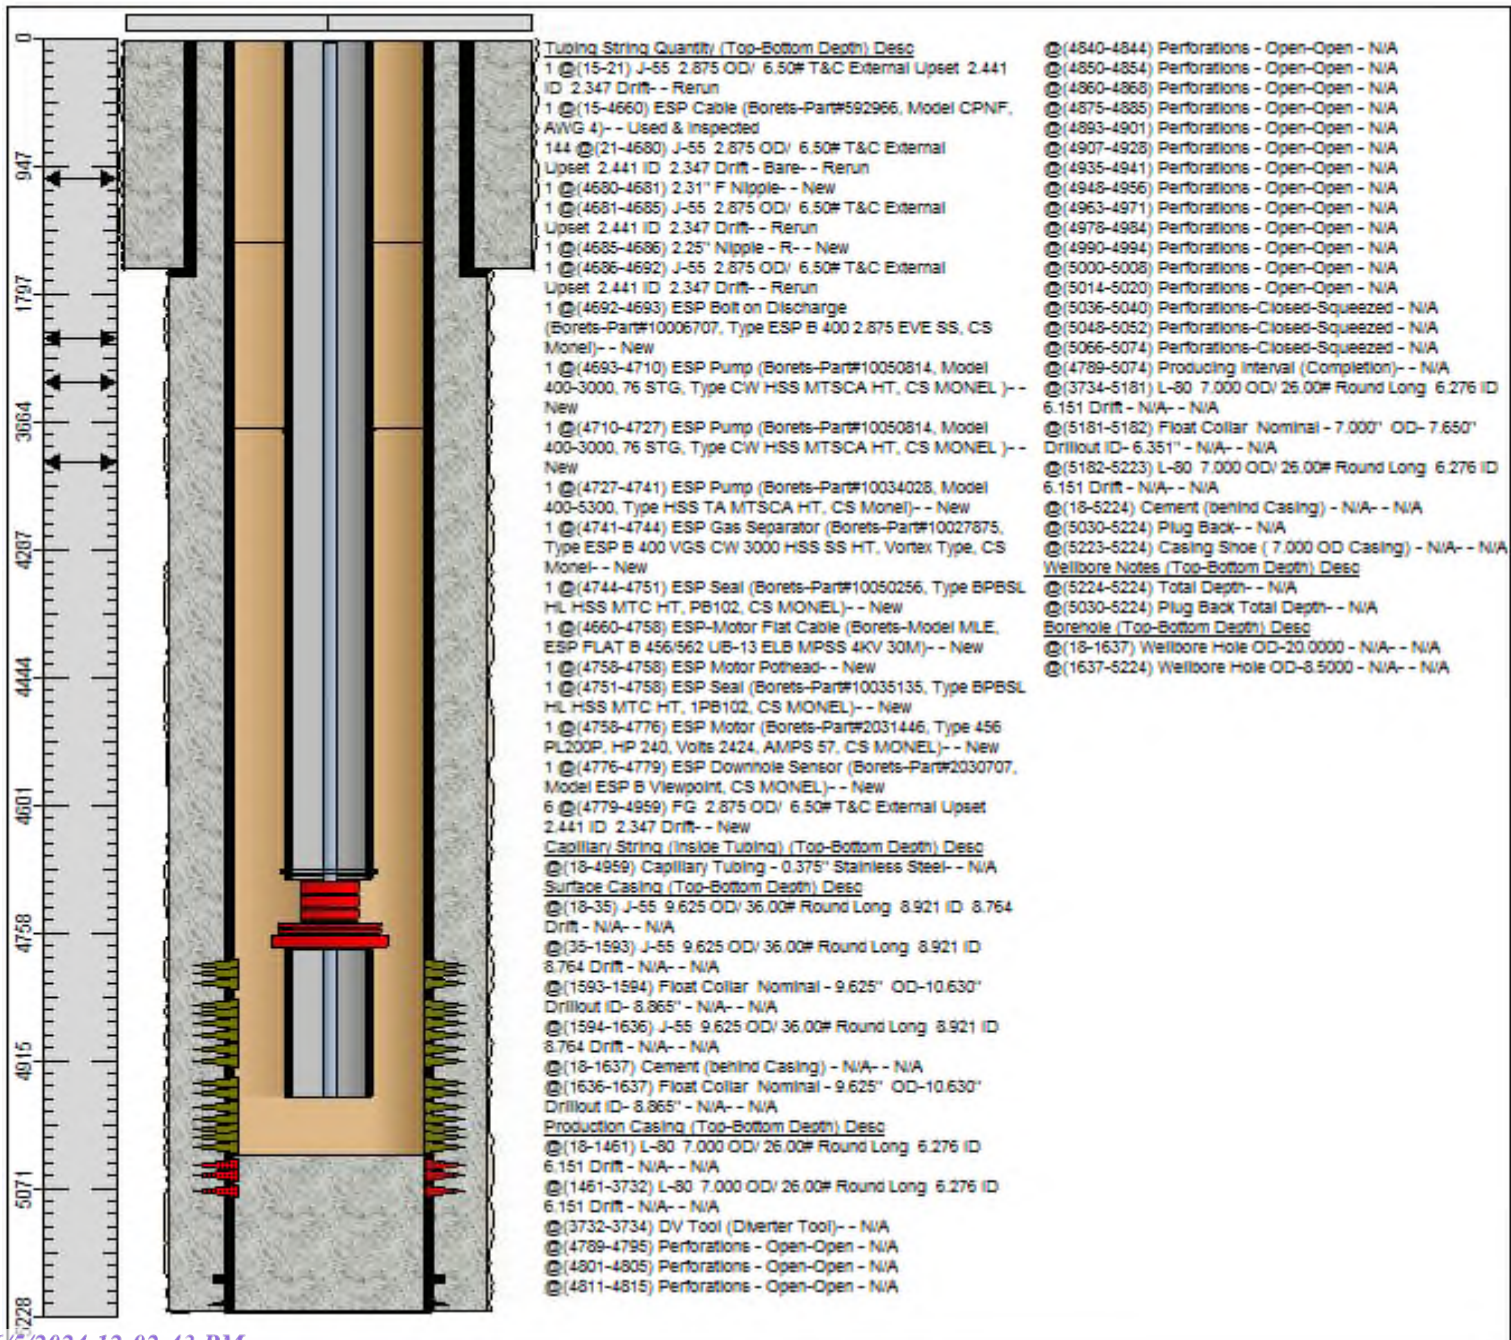 0
947
1797
3664
4287
4444
4601
4758
4915
5071
5228
Tubing String Quantity (Top-Bottom Depth) Desc
1 @(15-21) J-55 2.875 OD/ 6.50# T&C External Upset 2.441
ID 2.347 Drift- - Rerun
1 @(15-4660) ESP Cable (Borets-Part#592966, Model CPNF,
AWG 4)- - Used & Inspected
144 @(21-4680) J-55 2.875 OD/ 6.50# T&C External
Upset 2.441 ID 2.347 Drift - Bare- - Rerun
1 @(4680-4681) 2.31" F Nipple- - New
1 @(4681-4685) J-55 2.875 OD/ 6.50# T&C External
Upset 2.441 ID 2.347 Drift- - Rerun
1 @(4685-4686) 2.25" Nipple - R- - New
1 @(4686-4692) J-55 2.875 OD/ 6.50# T&C External
Upset 2.441 ID 2.347 Drift- - Rerun
1 @(4692-4693) ESP Bolt on Discharge
(Borets-Part#10006707, Type ESP B 400 2.875 EVE SS, CS
Monel)- - New
1 @(4693-4710) ESP Pump (Borets-Part#10050814, Model
400-3000, 76 STG, Type CW HSS MTSCA HT, CS MONEL )- -
New
1 @(4710-4727) ESP Pump (Borets-Part#10050814, Model
400-3000, 76 STG, Type CW HSS MTSCA HT, CS MONEL )- -
New
1 @(4727-4741) ESP Pump (Borets-Part#10034028, Model
400-5300, Type HSS TA MTSCA HT, CS Monel)- - New
1 @(4741-4744) ESP Gas Separator (Borets-Part#10027875,
Type ESP B 400 VGS CW 3000 HSS SS HT, Vortex Type, CS
Monel- - New
1 @(4744-4751) ESP Seal (Borets-Part#10050256, Type BPBSL
HL HSS MTC HT, PB102, CS MONEL)- - New
1 @(4660-4758) ESP-Motor Flat Cable (Borets-Model MLE,
ESP FLAT B 456/562 UB-13 ELB MPSS 4KV 30M)- - New
1 @(4758-4758) ESP Motor Pothead- - New
1 @(4751-4758) ESP Seal (Borets-Part#10035135, Type BPBSL
HL HSS MTC HT, 1PB102, CS MONEL)- - New
1 @(4758-4776) ESP Motor (Borets-Part#2031446, Type 456
PL200P, HP 240, Volts 2424, AMPS 57, CS MONEL)- - New
1 @(4776-4779) ESP Downhole Sensor (Borets-Part#2030707,
Model ESP B Viewpoint, CS MONEL)- - New
6 @(4779-4959) FG 2.875 OD/ 6.50# T&C External Upset
2.441 ID 2.347 Drift- - New
Capillary String (Inside Tubing) (Top-Bottom Depth) Desc
@(18-4959) Capillary Tubing - 0.375" Stainless Steel- - N/A
Surface Casing (Top-Bottom Depth) Desc
@(18-35) J-55 9.625 OD/ 36.00# Round Long 8.921 ID 8.764
Drift - N/A- - N/A
@(35-1593) J-55 9.625 OD/ 36.00# Round Long 8.921 ID
8.764 Drift - N/A- - N/A
@(1593-1594) Float Collar Nominal - 9.625" OD-10.630"
Drillout ID- 8.865" - N/A- - N/A
@(1594-1636) J-55 9.625 OD/ 36.00# Round Long 8.921 ID
8.764 Drift - N/A- - N/A
@(18-1637) Cement (behind Casing) - N/A- - N/A
@(1636-1637) Float Collar Nominal - 9.625" OD-10.630"
Drillout ID- 8.865" - N/A- - N/A
Production Casing (Top-Bottom Depth) Desc
@(18-1461) L-80 7.000 OD/ 26.00# Round Long 6.276 ID
6.151 Drift - N/A- - N/A
@(1461-3732) L-80 7.000 OD/ 26.00# Round Long 6.276 ID
6.151 Drift - N/A- - N/A
@(3732-3734) DV Tool (Diverter Tool)- - N/A
@(4789-4795) Perforations - Open-Open - N/A
@(4801-4805) Perforations - Open-Open - N/A
@(4811-4815) Perforations - Open-Open - N/A
@(4840-4844) Perforations - Open-Open - N/A
@(4850-4854) Perforations - Open-Open - N/A
@(4860-4868) Perforations - Open-Open - N/A
@(4875-4885) Perforations - Open-Open - N/A
@(4893-4901) Perforations - Open-Open - N/A
@(4907-4928) Perforations - Open-Open - N/A
@(4935-4941) Perforations - Open-Open - N/A
@(4948-4956) Perforations - Open-Open - N/A
@(4963-4971) Perforations - Open-Open - N/A
@(4978-4984) Perforations - Open-Open - N/A
@(4990-4994) Perforations - Open-Open - N/A
@(5000-5008) Perforations - Open-Open - N/A
@(5014-5020) Perforations - Open-Open - N/A
@(5036-5040) Perforations-Closed-Squeezed - N/A
@(5048-5052) Perforations-Closed-Squeezed - N/A
@(5066-5074) Perforations-Closed-Squeezed - N/A
@(4789-5074) Producing Interval (Completion)- - N/A
@(3734-5181) L-80 7.000 OD/ 26.00# Round Long 6.276 ID
6.151 Drift - N/A- - N/A
@(5181-5182) Float Collar Nominal - 7.000" OD- 7.650"
Drillout ID- 6.351" - N/A- - N/A
@(5182-5223) L-80 7.000 OD/ 26.00# Round Long 6.276 ID
6.151 Drift - N/A- - N/A
@(18-5224) Cement (behind Casing) - N/A- - N/A
@(5030-5224) Plug Back- - N/A
@(5223-5224) Casing Shoe ( 7.000 OD Casing) - N/A- - N/A
Wellbore Notes (Top-Bottom Depth) Desc
@(5224-5224) Total Depth- - N/A
@(5030-5224) Plug Back Total Depth- - N/A
Borehole (Top-Bottom Depth) Desc
@(18-1637) Wellbore Hole OD-20.0000 - N/A- - N/A
@(1637-5224) Wellbore Hole OD-8.5000 - N/A- - N/A